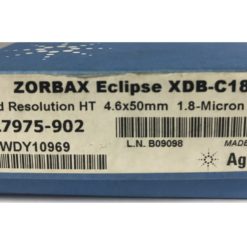 ZORBAX Eclipse XDB-C18
d Resolution HT 4.6x50mm 1.8-Micron
7975-902
WDY10969
L.N. B09098
MADE
Ag